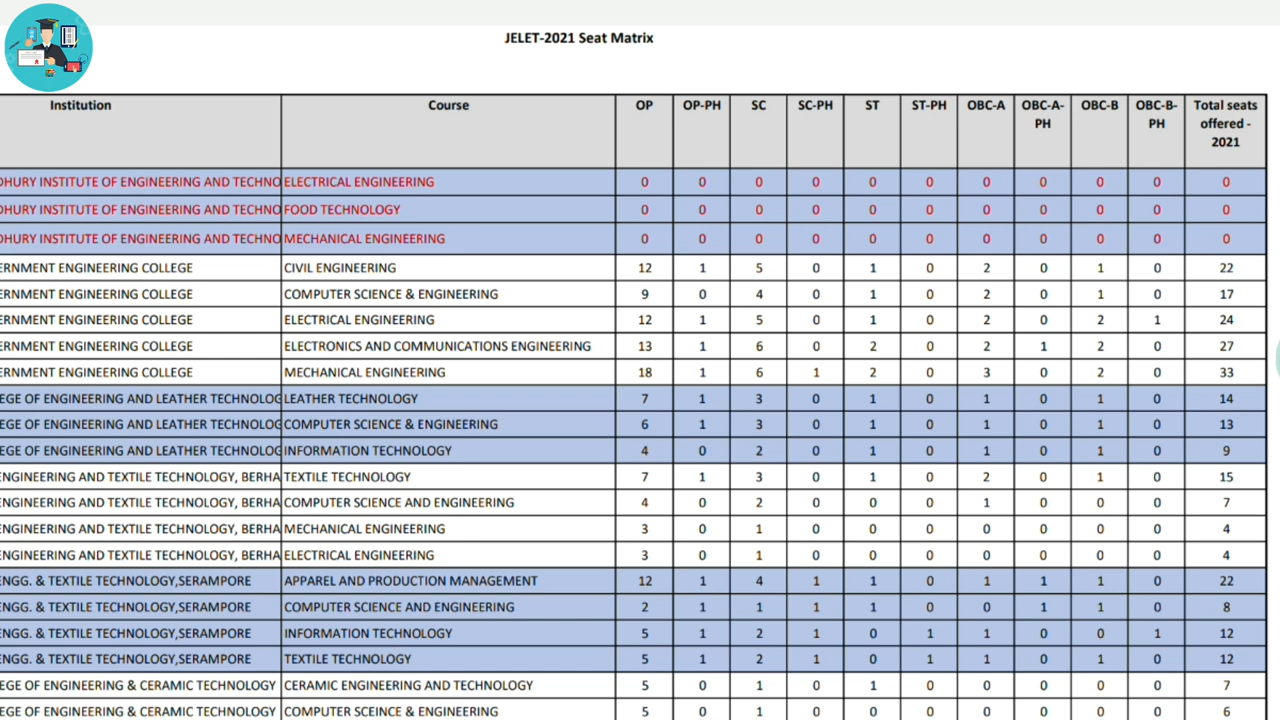 JELET-2021 Seat Matrix
Institution Course OP OP-PH SC SC-PH ST ST-PH OBC-A OBC-A-PH OBC-B OBC-B-PH Total seats offered - 2021
INSTITUTE OF ENGINEERING AND ELECTRICAL ENGINEERING 0 0 0 0 0 0 0 0 0 0 0
INSTITUTE OF ENGINEERING AND FOOD TECHNOLOGY 0 0 0 0 0 0 0 0 0 0 0
INSTITUTE OF ENGINEERING AND MECHANICAL ENGINEERING 0 0 0 0 0 0 0 0 0 0 0
ERNMENT ENGINEERING COLLEGE CIVIL ENGINEERING 12 1 5 0 1 0 2 0 1 0 22
ERNMENT ENGINEERING COLLEGE COMPUTER SCIENCE & ENGINEERING 9 0 4 0 1 0 2 0 1 0 17
ERNMENT ENGINEERING COLLEGE ELECTRICAL ENGINEERING 12 1 5 0 1 0 2 0 2 1 24
ERNMENT ENGINEERING COLLEGE ELECTRONICS AND COMMUNICATIONS ENGINEERING 13 1 6 0 2 0 2 1 2 0 27
ERNMENT ENGINEERING COLLEGE MECHANICAL ENGINEERING 18 1 6 1 2 0 3 0 2 0 33
EGE OF ENGINEERING AND LEATHER TECHNOLOG LEATHER TECHNOLOGY 7 1 3 0 1 0 1 0 1 0 14
EGE OF ENGINEERING AND LEATHER TECHNOLOG COMPUTER SCIENCE & ENGINEERING 6 1 3 0 1 0 1 0 1 0 13
EGE OF ENGINEERING AND LEATHER TECHNOLOG INFORMATION TECHNOLOGY 4 0 2 0 1 0 1 0 1 0 9
ENGINEERING AND TEXTILE TECHNOLOGY, BERHA TEXTILE TECHNOLOGY 7 1 3 0 1 0 2 0 1 0 15
ENGINEERING AND TEXTILE TECHNOLOGY, BERHA COMPUTER SCIENCE AND ENGINEERING 4 0 2 0 0 0 1 0 0 0 7
ENGINEERING AND TEXTILE TECHNOLOGY, BERHA MECHANICAL ENGINEERING 3 0 1 0 0 0 0 0 0 0 4
ENGINEERING AND TEXTILE TECHNOLOGY, BERHA ELECTRICAL ENGINEERING 3 0 1 0 0 0 0 0 0 0 4
ENGG. & TEXTILE TECHNOLOGY,SERAMPORE APPAREL AND PRODUCTION MANAGEMENT 12 1 4 1 1 0 1 1 1 0 22
ENGG. & TEXTILE TECHNOLOGY,SERAMPORE COMPUTER SCIENCE AND ENGINEERING 2 1 1 1 1 0 0 1 1 0 8
ENGG. & TEXTILE TECHNOLOGY,SERAMPORE INFORMATION TECHNOLOGY 5 1 2 1 0 1 1 0 0 1 12
ENGG. & TEXTILE TECHNOLOGY,SERAMPORE TEXTILE TECHNOLOGY 5 1 2 1 0 1 1 0 1 0 12
EGE OF ENGINEERING & CERAMIC TECHNOLOGY CERAMIC ENGINEERING AND TECHNOLOGY 5 0 1 0 1 0 0 0 0 0 7
EGE OF ENGINEERING & CERAMIC TECHNOLOGY COMPUTER SCEINCE & ENGINEERING 5 0 1 0 0 0 0 0 0 0 6